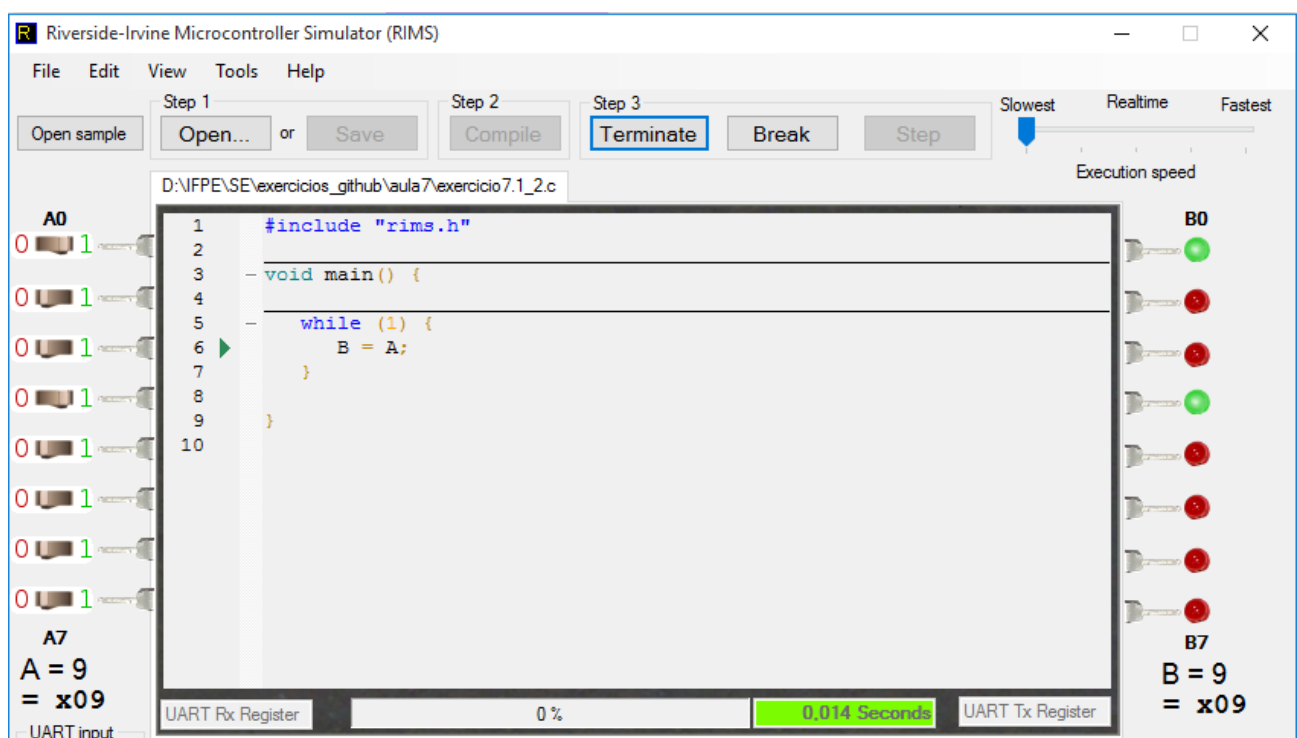 R Riverside-Irvine Microcontroller Simulator (RIMS)
File Edit View Tools Help
Step 1 Step 2 Step 3 Slowest Realtime Fastest
Open sample Open... or Save Compile Terminate Break Step
Execution speed
D:\IFPE\SE\exercicios_github\aula7\exercicio7.1_2.c
A0 B0
1 #include "rims.h"
0 1
2
3 void main() {
4
0 1
5 while (1) {
6 B = A;
0 1
7 }
8
0 1
9 }
10
0 1
0 1
0 1
0 1
A7 B7
A = 9 B = 9
= x09 = x09
UART Rx Register 0 % 0,014 Seconds UART Tx Register
UART input